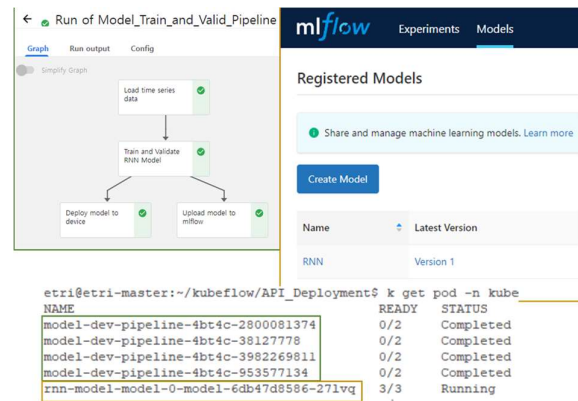 ← Run of Model_Train_and_Valid_Pipeline
Graph Run output Config
Simplify Graph
Load time series
data
Train and Validate
RNN Model
Deploy model to
device
Upload model to
mlflow
mlflow Experiments Models
Registered Models
Share and manage machine learning models. Learn more
Create Model
Name Latest Version
RNN Version 1
etri@etri-master:~/kubeflow/API_Deployment$ k get pod -n kube
NAME READY STATUS
model-dev-pipeline-4bt4c-2800081374 0/2 Completed
model-dev-pipeline-4bt4c-38127778 0/2 Completed
model-dev-pipeline-4bt4c-3982269811 0/2 Completed
model-dev-pipeline-4bt4c-953577134 0/2 Completed
rnn-model-model-0-model-6db47d8586-27lvq 3/3 Running